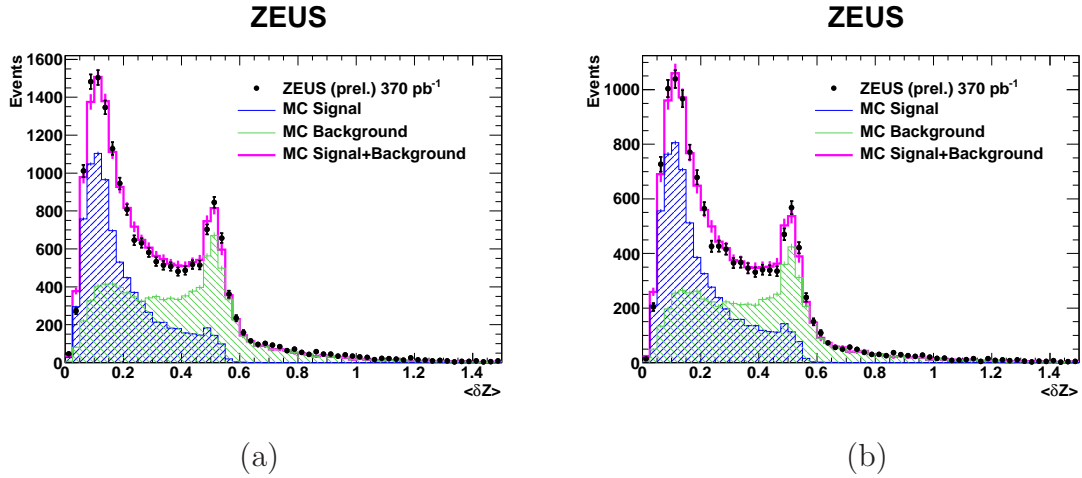 ZEUS
Events
1600
1400
1200
1000
800
600
400
200
0
0 0.2 0.4 0.6 0.8 1 1.2 1.4
<δZ>
ZEUS (prel.) 370 pb⁻¹
MC Signal
MC Background
MC Signal+Background
(a)
ZEUS
Events
1000
800
600
400
200
0
0 0.2 0.4 0.6 0.8 1 1.2 1.4
<δZ>
ZEUS (prel.) 370 pb⁻¹
MC Signal
MC Background
MC Signal+Background
(b)